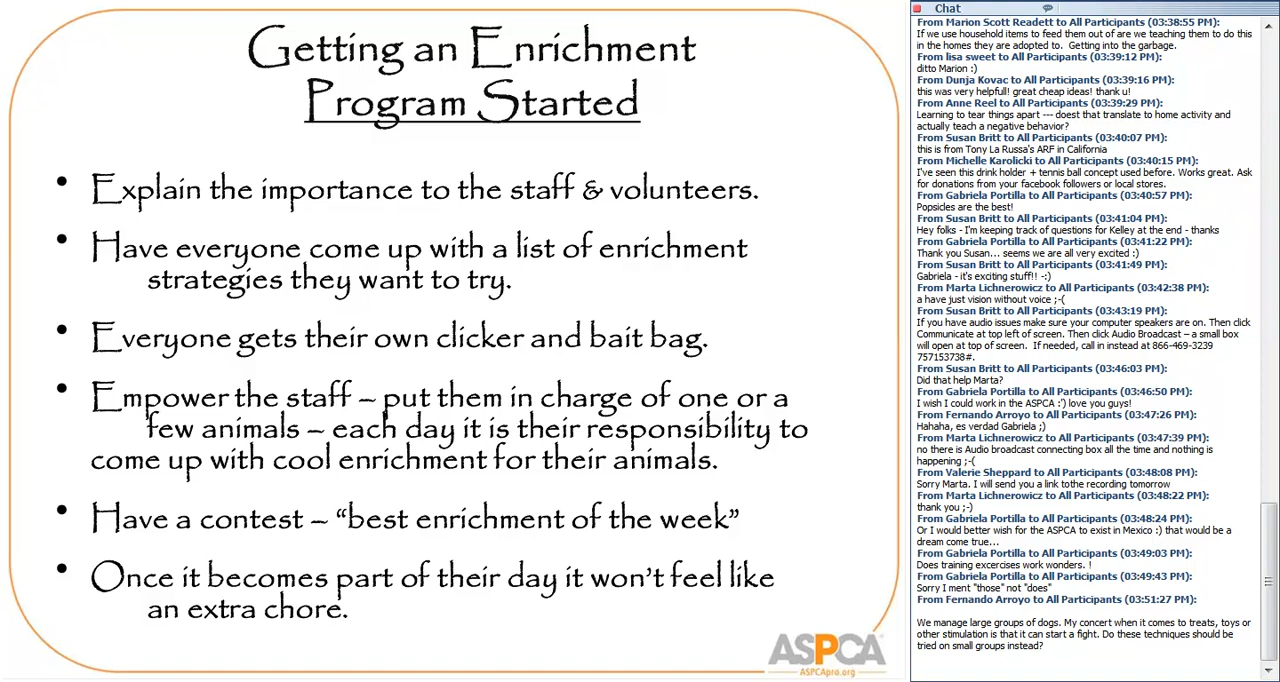 Getting an Enrichment
Program Started
• Explain the importance to the staff & volunteers.
• Have everyone come up with a list of enrichment
strategies they want to try.
• Everyone gets their own clicker and bait bag.
• Empower the staff – put them in charge of one or a
few animals – each day it is their responsibility to
come up with cool enrichment for their animals.
• Have a contest – “best enrichment of the week”
• Once it becomes part of their day it won’t feel like
an extra chore.
ASPCA
ASPCApro.org
Chat
From Marion Scott Readett to All Participants (03:38:55 PM):
If we use household items to feed them out of are we teaching them to do this
in the homes they are adopted to.  Getting into the garbage.
From lisa sweet to All Participants (03:39:12 PM):
ditto Marion :)
From Dunja Kovac to All Participants (03:39:16 PM):
this was very helpfull! great cheap ideas! thank u!
From Anne Reel to All Participants (03:39:29 PM):
Learning to tear things apart --- doest that translate to home activity and
actually teach a negative behavior?
From Susan Britt to All Participants (03:40:07 PM):
this is from Tony La Russa's ARF in California
From Michelle Karolicki to All Participants (03:40:15 PM):
I've seen this drink holder + tennis ball concept used before. Works great. Ask
for donations from your facebook followers or local stores.
From Gabriela Portilla to All Participants (03:40:57 PM):
Popsicles are the best!
From Susan Britt to All Participants (03:41:04 PM):
Hey folks - I'm keeping track of questions for Kelley at the end - thanks
From Gabriela Portilla to All Participants (03:41:22 PM):
Thank you Susan... seems we are all very excited :)
From Susan Britt to All Participants (03:41:49 PM):
Gabriela - it's exciting stuff!! -:)
From Marta Lichnerowicz to All Participants (03:42:38 PM):
a have just vision without voice ;-(
From Susan Britt to All Participants (03:43:19 PM):
If you have audio issues make sure your computer speakers are on. Then click
Communicate at top left of screen. Then click Audio Broadcast – a small box
will open at top of screen.  If needed, call in instead at 866-469-3239
757153738#.
From Susan Britt to All Participants (03:46:03 PM):
Did that help Marta?
From Gabriela Portilla to All Participants (03:46:50 PM):
I wish I could work in the ASPCA :') love you guys!
From Fernando Arroyo to All Participants (03:47:26 PM):
Hahaha, es verdad Gabriela ;)
From Marta Lichnerowicz to All Participants (03:47:39 PM):
no there is Audio broadcast connecting box all the time and nothing is
happening ;-(
From Valerie Sheppard to All Participants (03:48:08 PM):
Sorry Marta. I will send you a link tothe recording tomorrow
From Marta Lichnerowicz to All Participants (03:48:22 PM):
thank you ;-)
From Gabriela Portilla to All Participants (03:48:24 PM):
Or I would better wish for the ASPCA to exist in Mexico :) that would be a
dream come true...
From Gabriela Portilla to All Participants (03:49:03 PM):
Does training excercises work wonders. !
From Gabriela Portilla to All Participants (03:49:43 PM):
Sorry I ment "those" not "does"
From Fernando Arroyo to All Participants (03:51:27 PM):
We manage large groups of dogs. My concert when it comes to treats, toys or
other stimulation is that it can start a fight. Do these techniques should be
tried on small groups instead?